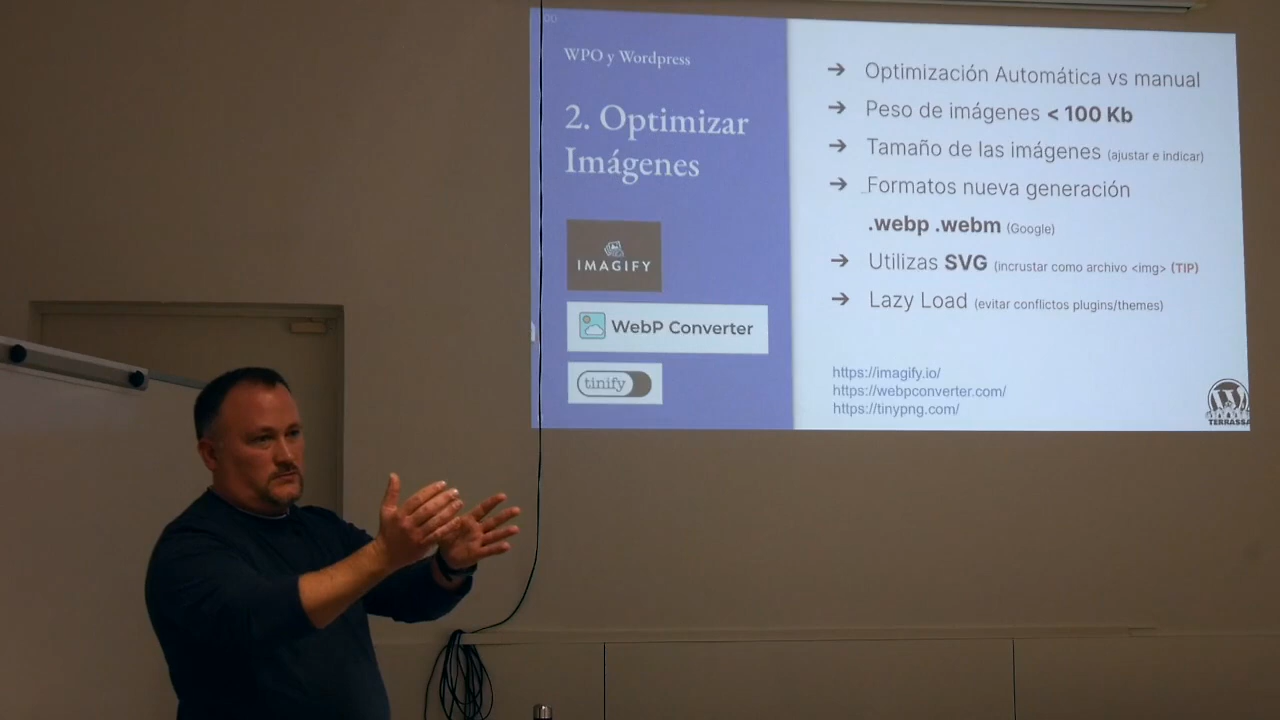 WPO y Wordpress
2. Optimizar
Imágenes
IMAGIFY
WebP Converter
tinify
➔ Optimización Automática vs manual
➔ Peso de imágenes < 100 Kb
➔ Tamaño de las imágenes (ajustar e indicar)
➔ Formatos nueva generación
.webp .webm (Google)
➔ Utilizas SVG (incrustar como archivo <img> (TIP)
➔ Lazy Load (evitar conflictos plugins/themes)
https://imagify.io/
https://webpconverter.com/
https://tinypng.com/
TERRASSA